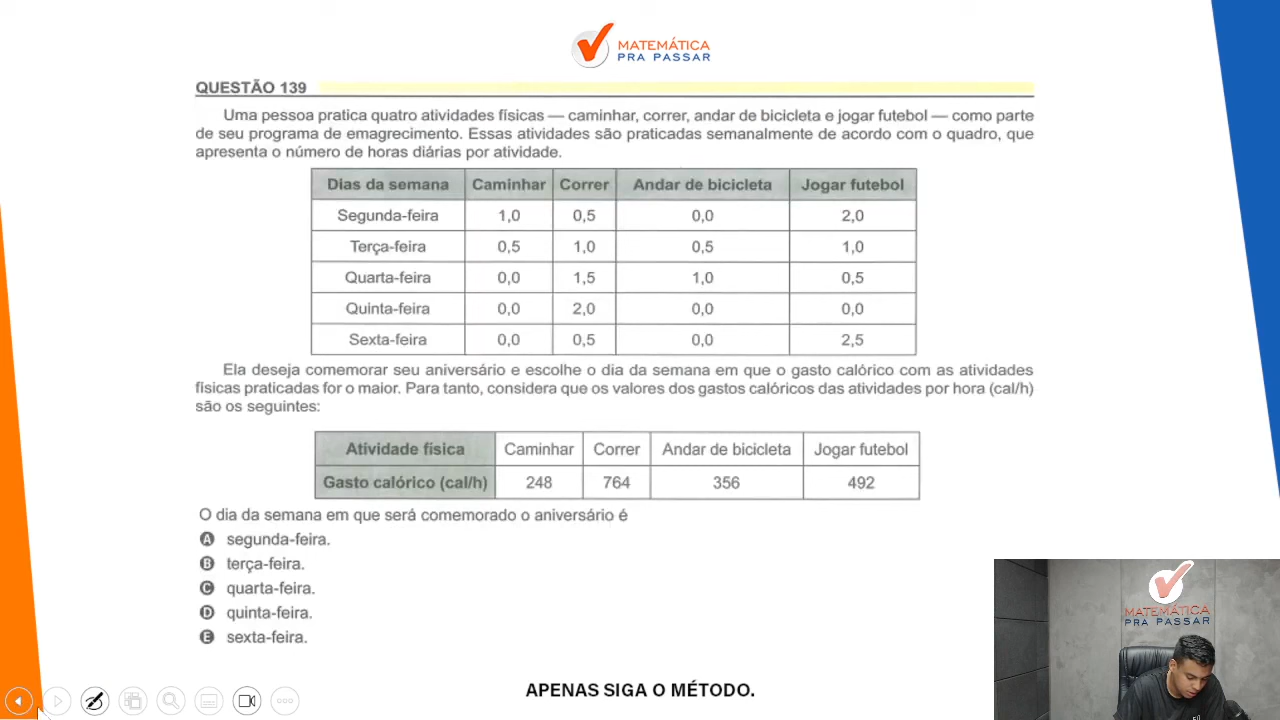 MATEMÁTICA
PRA PASSAR
QUESTÃO 139
Uma pessoa pratica quatro atividades físicas — caminhar, correr, andar de bicicleta e jogar futebol — como parte
de seu programa de emagrecimento. Essas atividades são praticadas semanalmente de acordo com o quadro, que
apresenta o número de horas diárias por atividade.
Dias da semana Caminhar Correr Andar de bicicleta Jogar futebol
Segunda-feira 1,0 0,5 0,0 2,0
Terça-feira 0,5 1,0 0,5 1,0
Quarta-feira 0,0 1,5 1,0 0,5
Quinta-feira 0,0 2,0 0,0 0,0
Sexta-feira 0,0 0,5 0,0 2,5
Ela deseja comemorar seu aniversário e escolhe o dia da semana em que o gasto calórico com as atividades
físicas praticadas for o maior. Para tanto, considera que os valores dos gastos calóricos das atividades por hora (cal/h)
são os seguintes:
Atividade física Caminhar Correr Andar de bicicleta Jogar futebol
Gasto calórico (cal/h) 248 764 356 492
O dia da semana em que será comemorado o aniversário é
A segunda-feira.
B terça-feira.
C quarta-feira.
D quinta-feira.
E sexta-feira.
MATEMÁTICA
PRA PASSAR
APENAS SIGA O MÉTODO.